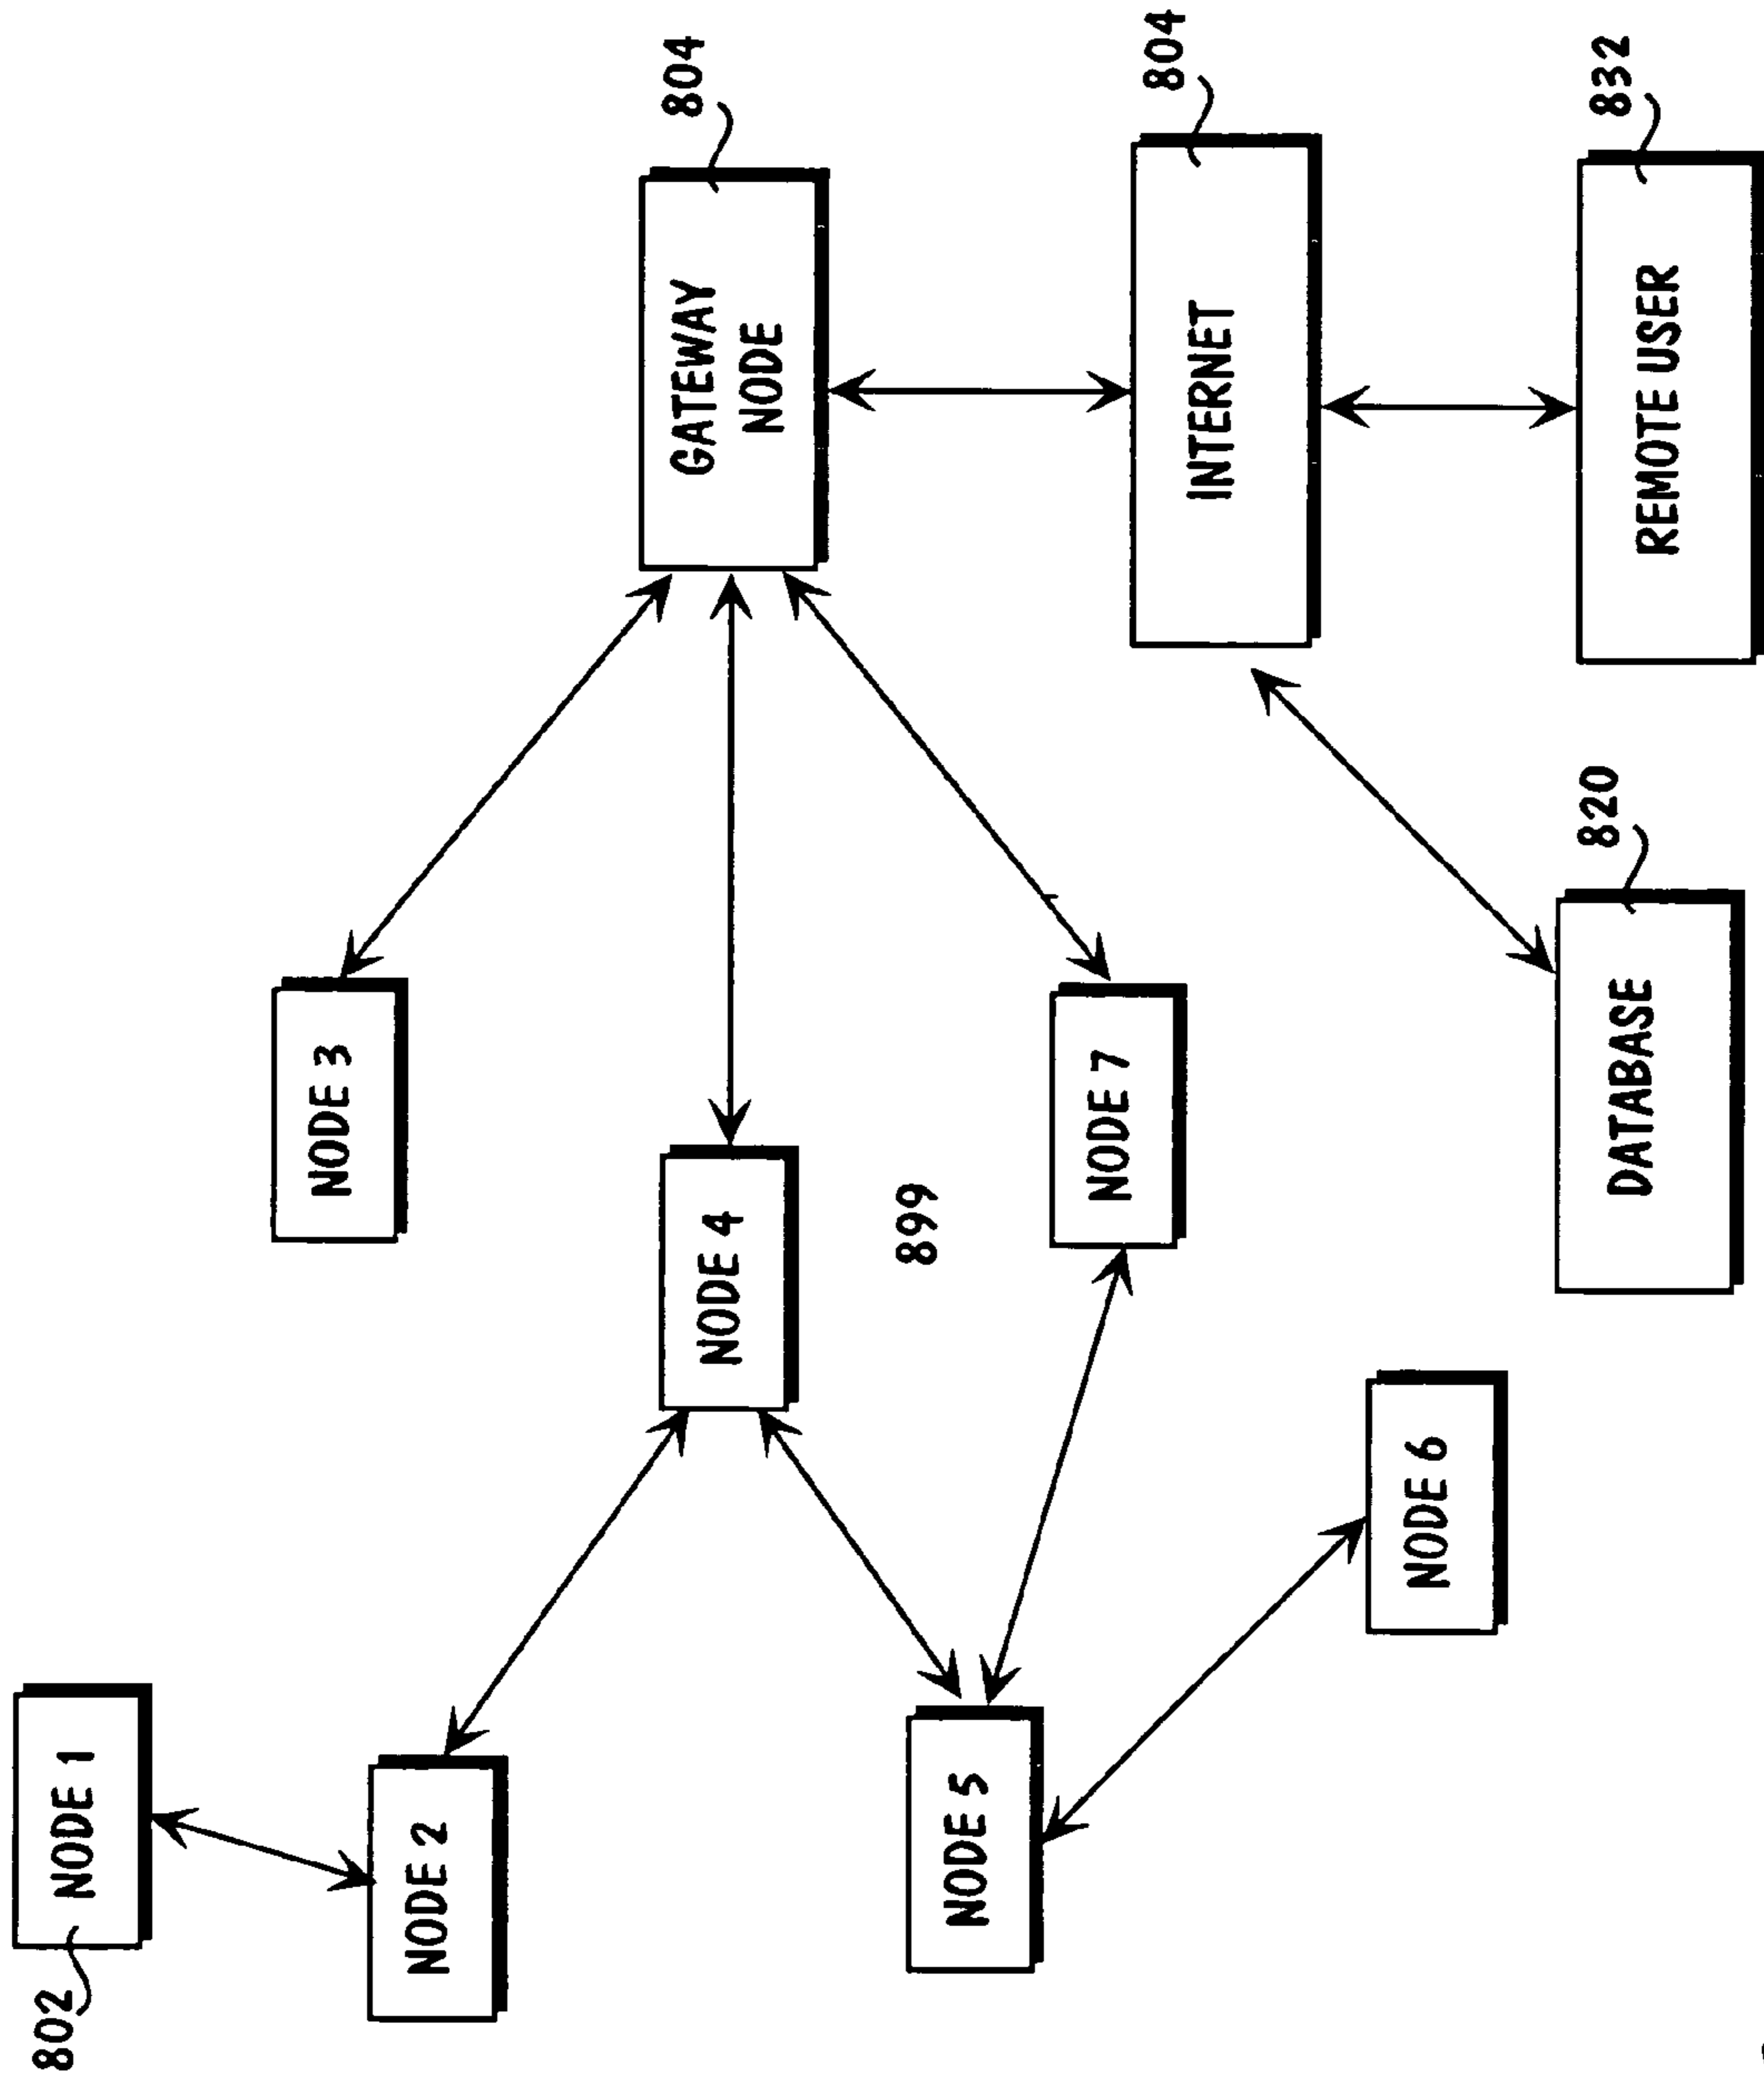 802
NODE 1
NODE 2
NODE 3
804
GATEWAY
NODE
NODE 4
899
NODE 5
NODE 7
804
INTERNET
NODE 6
820
DATABASE
832
REMOTE USER